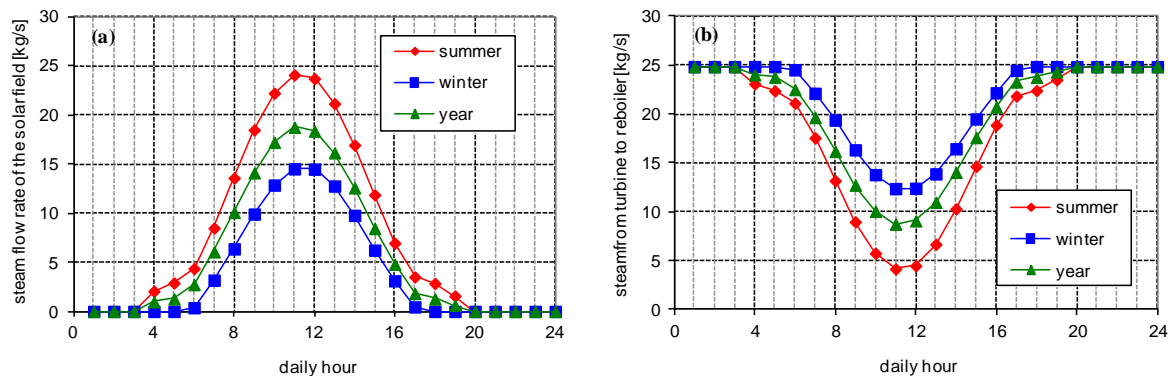 (a)
steam flow rate of the solar field [kg/s]
30
25
20
15
10
5
0
0 4 8 12 16 20 24
daily hour
summer
winter
year
(b)
steam from turbine to reboiler [kg/s]
30
25
20
15
10
5
0
0 4 8 12 16 20 24
daily hour
summer
winter
year